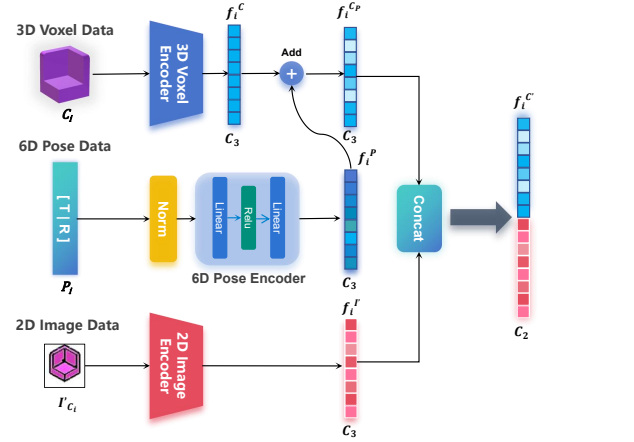 3D Voxel Data
C_I
3D Voxel
Encoder
f_i^C
C_3
Add
+
f_i^{C_P}
C_3
6D Pose Data
[ T | R ]
P_I
Norm
Linear
Relu
Linear
6D Pose Encoder
f_i^P
C_3
Concat
f_i^{C'}
C_2
2D Image Data
I'_{C_i}
2D Image
Encoder
f_i^{I'}
C_3